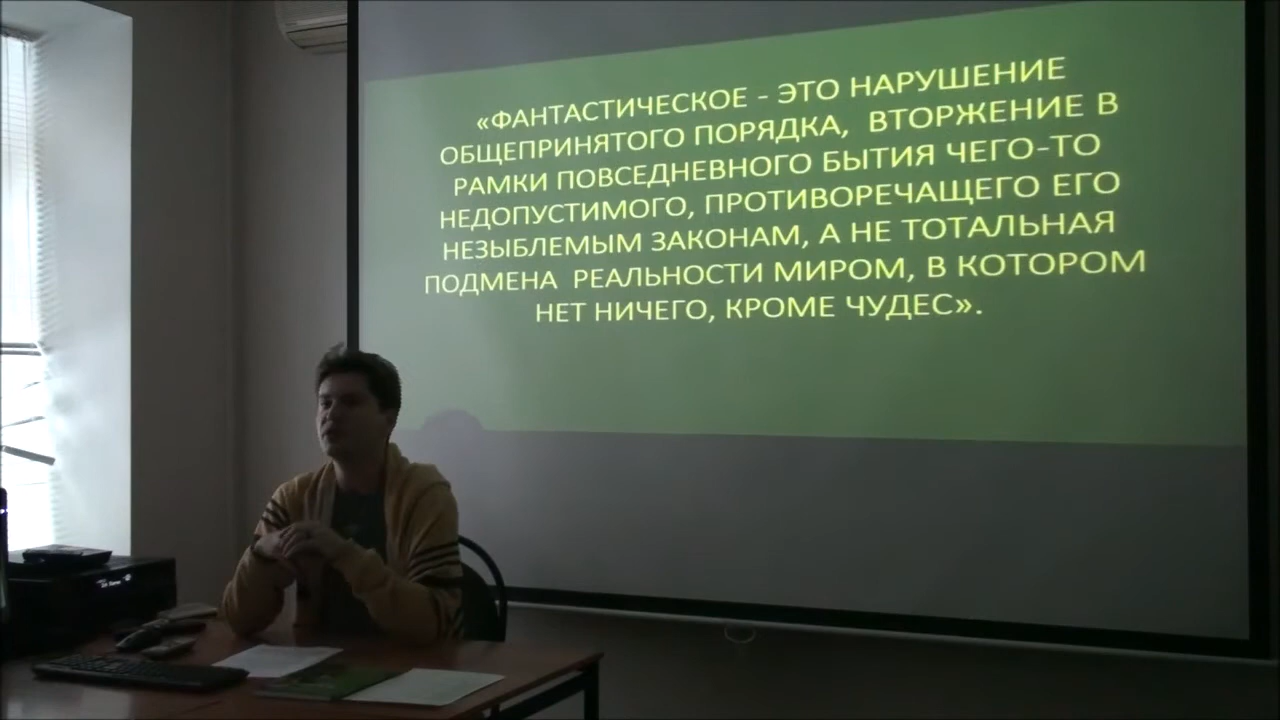 «ФАНТАСТИЧЕСКОЕ - ЭТО НАРУШЕНИЕ
ОБЩЕПРИНЯТОГО ПОРЯДКА, ВТОРЖЕНИЕ В
РАМКИ ПОВСЕДНЕВНОГО БЫТИЯ ЧЕГО-ТО
НЕДОПУСТИМОГО, ПРОТИВОРЕЧАЩЕГО ЕГО
НЕЗЫБЛЕМЫМ ЗАКОНАМ, А НЕ ТОТАЛЬНАЯ
ПОДМЕНА РЕАЛЬНОСТИ МИРОМ, В КОТОРОМ
НЕТ НИЧЕГО, КРОМЕ ЧУДЕС».